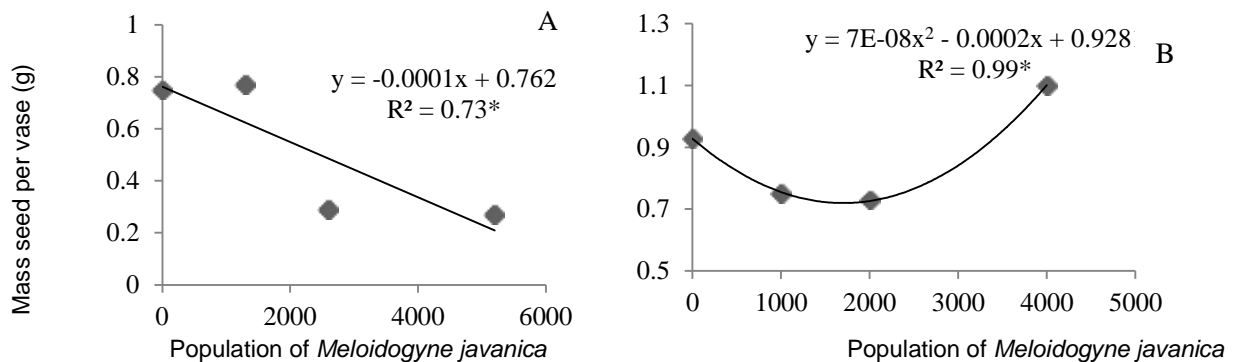 Mass seed per vase (g)
1
0.8
0.6
0.4
0.2
0
0
2000
4000
6000
A
y = -0.0001x + 0.762
R² = 0.73*
Population of Meloidogyne javanica
1.3
1.1
0.9
0.7
0.5
0
1000
2000
3000
4000
5000
y = 7E-08x² - 0.0002x + 0.928
R² = 0.99*
B
Population of Meloidogyne javanica